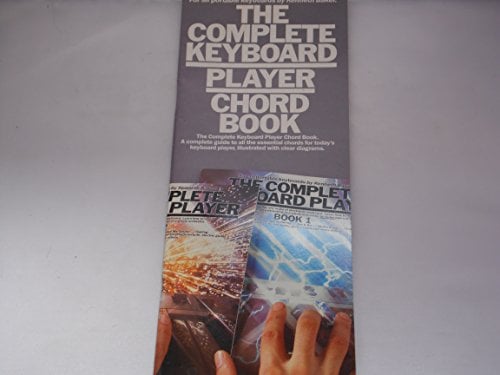 For all portable keyboards by Kenneth Baker.
THE
COMPLETE
KEYBOARD
PLAYER
CHORD
BOOK
The Complete Keyboard Player Chord Book.
A complete guide to all the essential chords for today's
keyboard player, illustrated with clear diagrams.
THE COMPLETE
BOARD PLAY
BOOK 1
PLETE
PLAYER